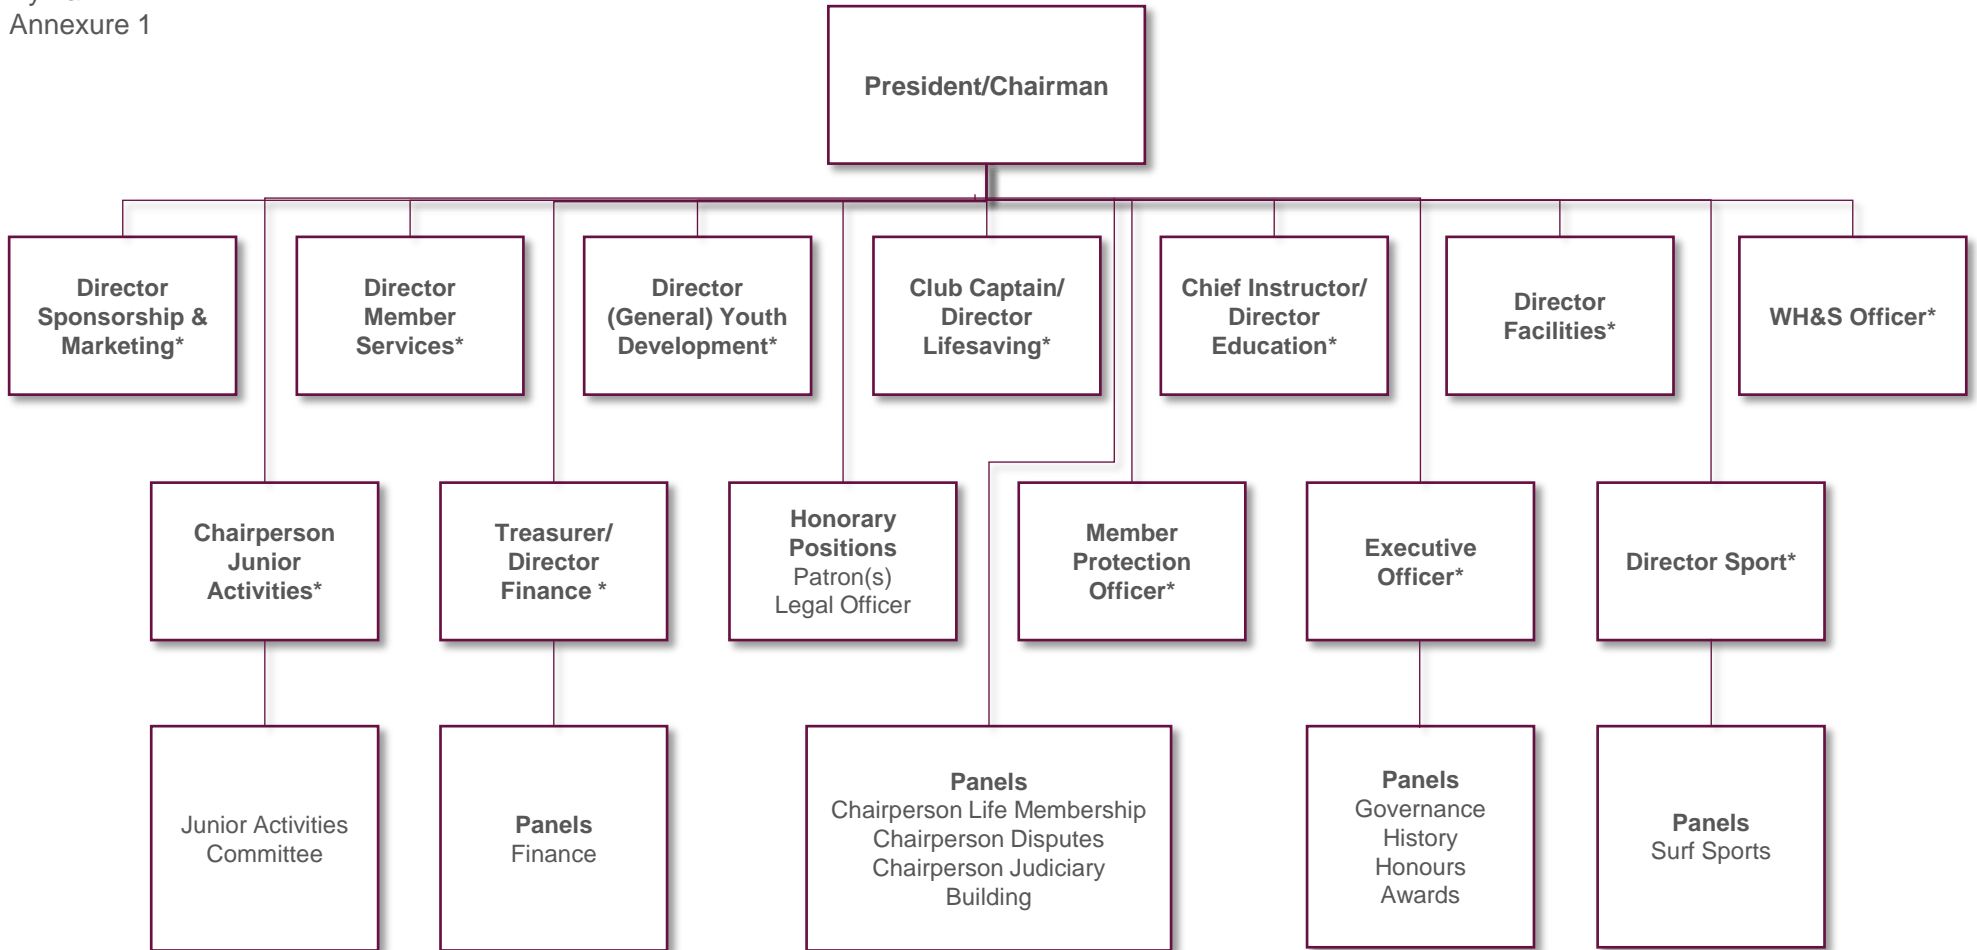 Annexure 1
President/Chairman
Director
Sponsorship &
Marketing*
Director
Member
Services*
Director
(General) Youth
Development*
Club Captain/
Director
Lifesaving*
Chief Instructor/
Director
Education*
Director
Facilities*
WH&S Officer*
Chairperson
Junior
Activities*
Treasurer/
Director
Finance *
Honorary
Positions
Patron(s)
Legal Officer
Member
Protection
Officer*
Executive
Officer*
Director Sport*
Junior Activities
Committee
Panels
Finance
Panels
Chairperson Life Membership
Chairperson Disputes
Chairperson Judiciary
Building
Panels
Governance
History
Honours
Awards
Panels
Surf Sports